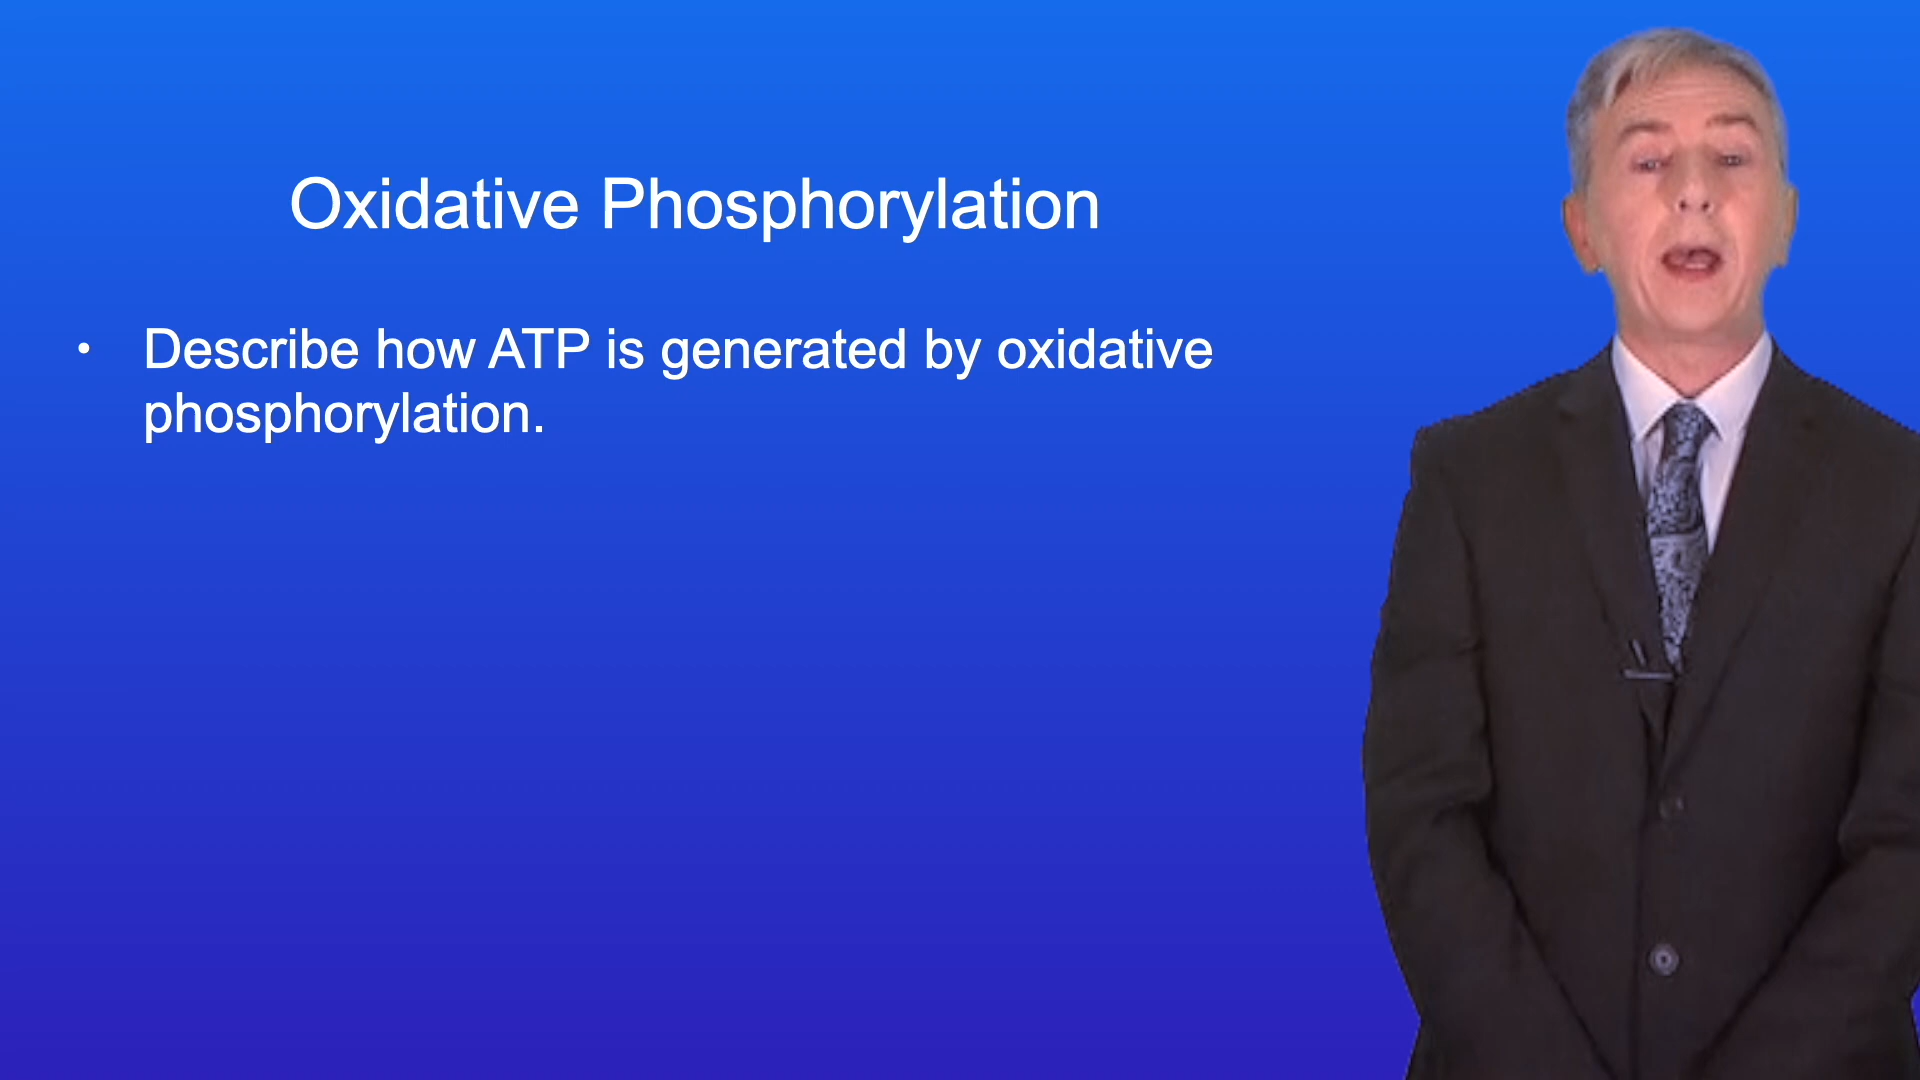 Oxidative Phosphorylation
• Describe how ATP is generated by oxidative
phosphorylation.